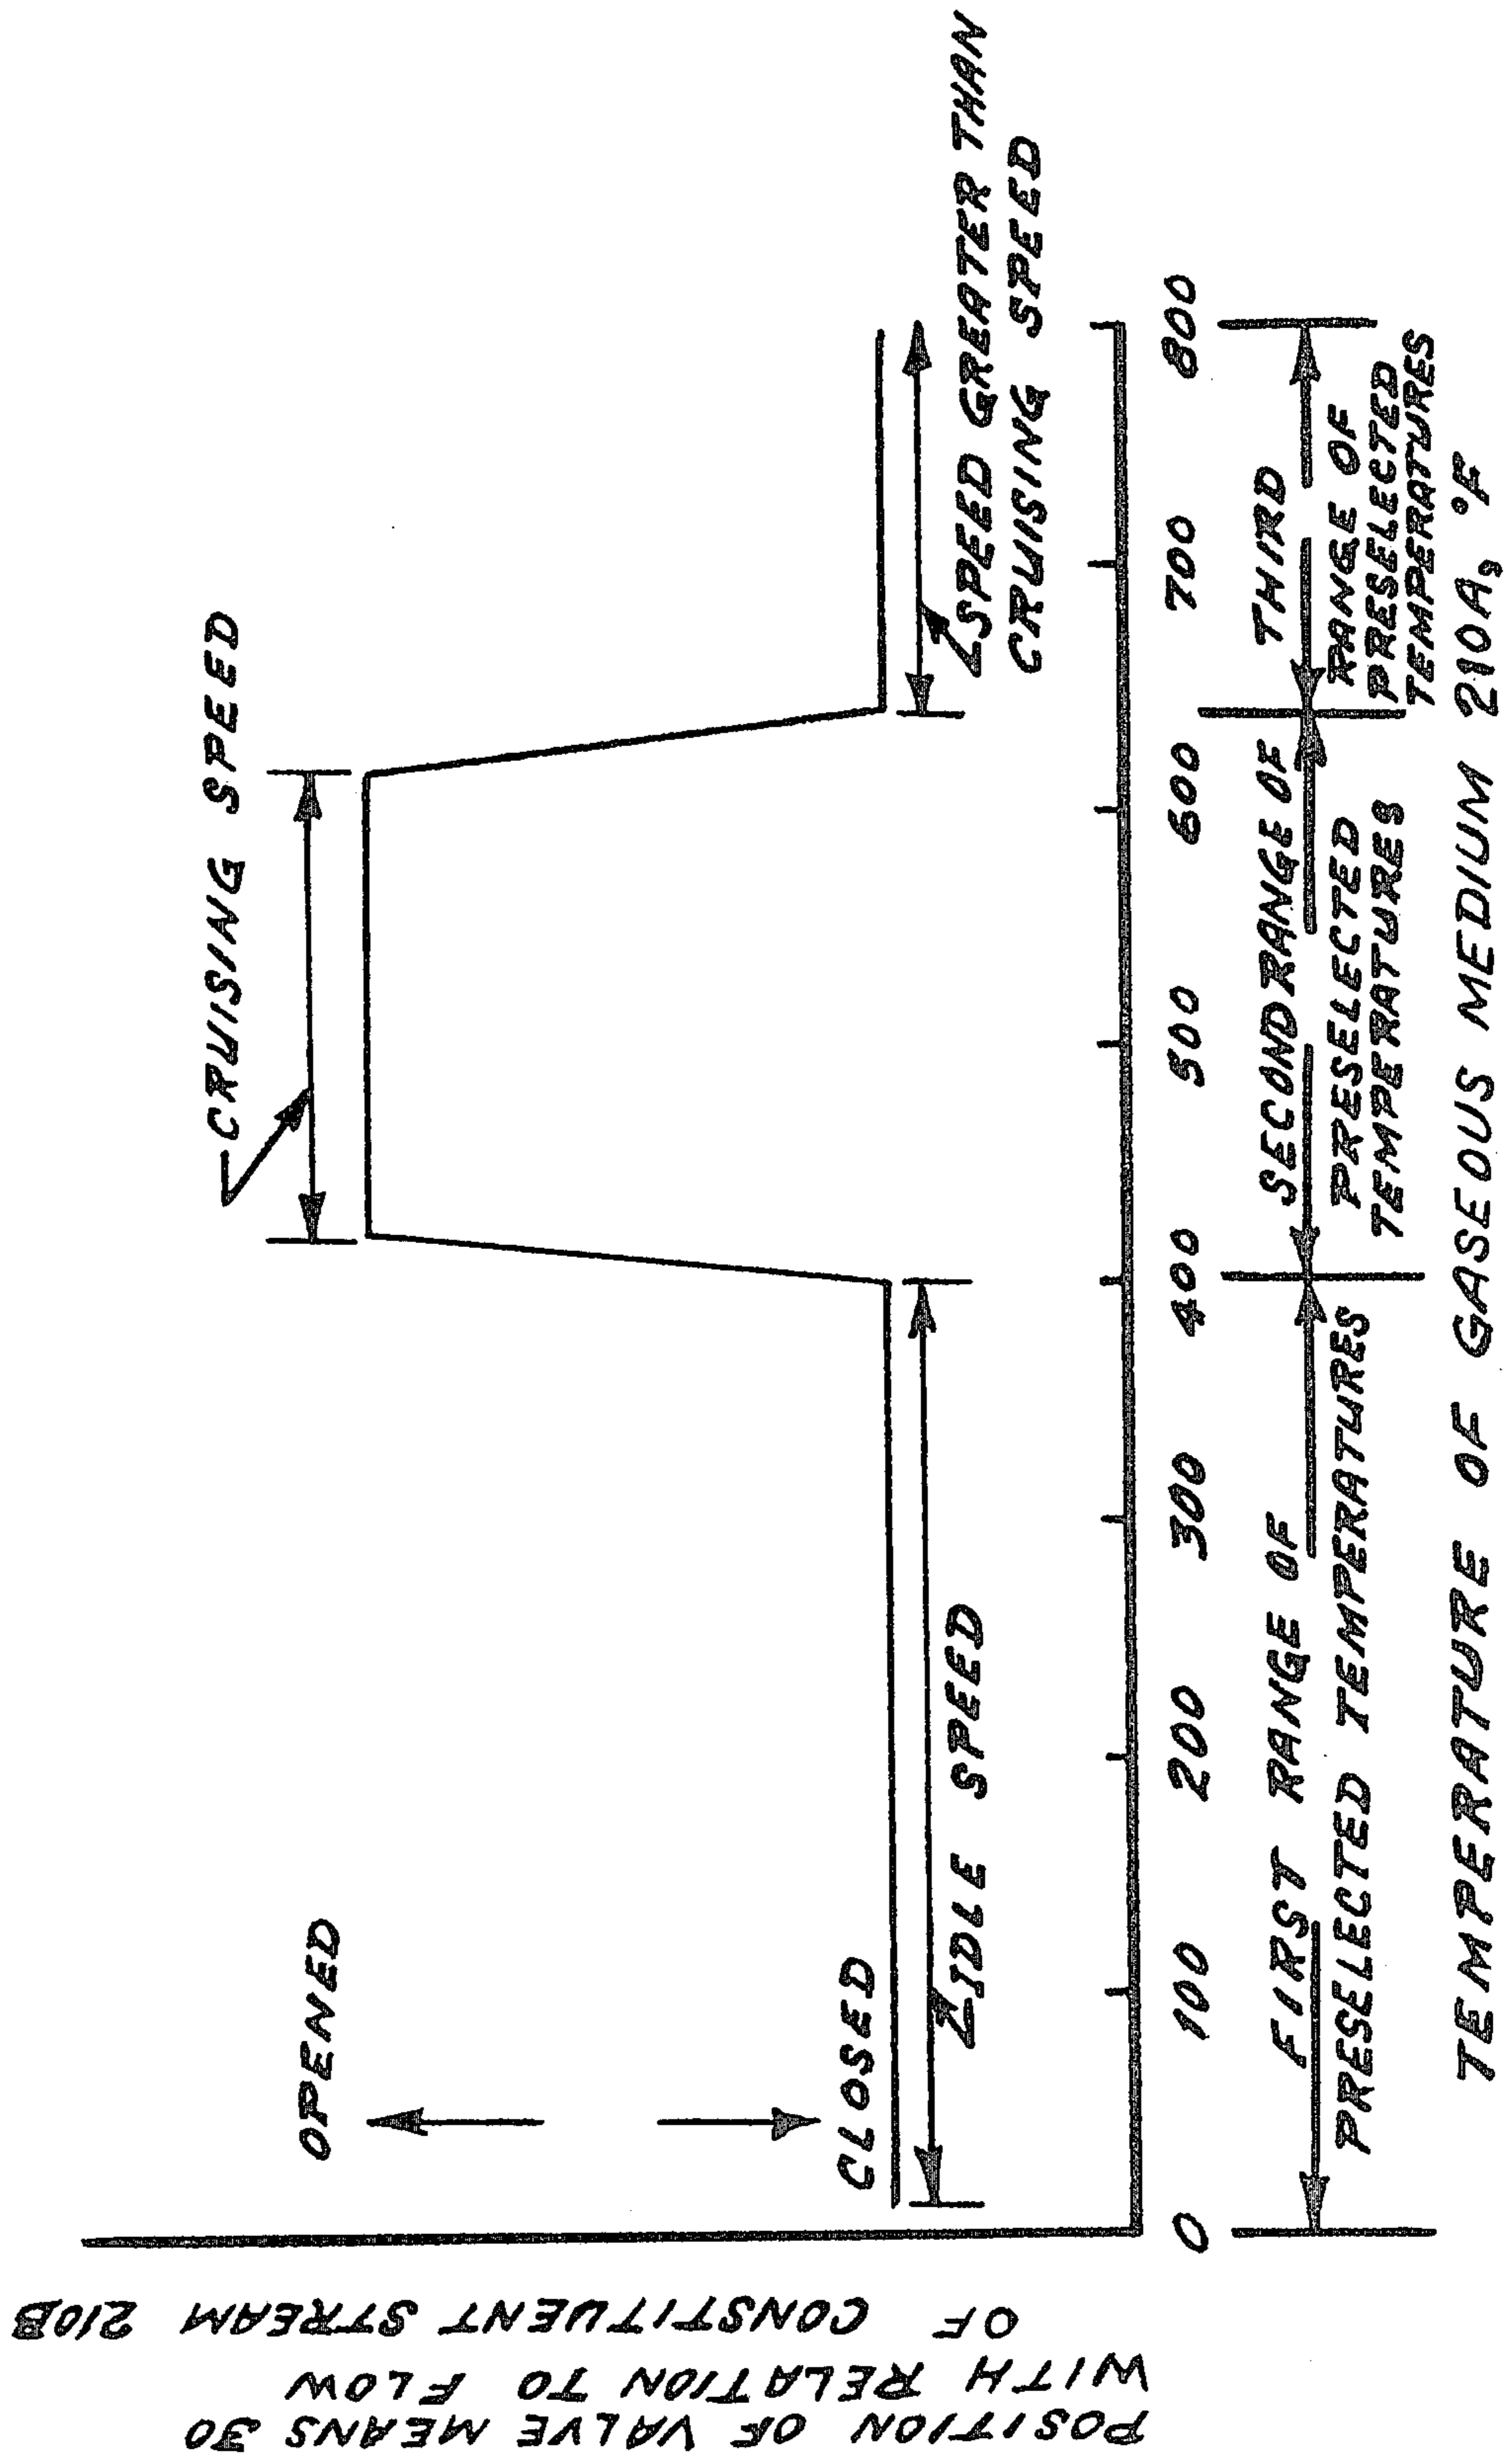 POSITION OF VALVE MEANS 30
WITH RELATION TO FLOW
OF CONSTITUENT STREAM 210B
OPENED
CLOSED
CRUISING SPEED
IDLE SPEED
SPEED GREATER THAN
CRUISING SPEED
0 100 200 300 400 500 600 700 800
FIRST RANGE OF
PRESELECTED TEMPERATURES
SECOND RANGE OF
PRESELECTED
TEMPERATURES
THIRD
RANGE OF
PRESELECTED
TEMPERATURES
TEMPERATURE OF GASEOUS MEDIUM 210A, °F